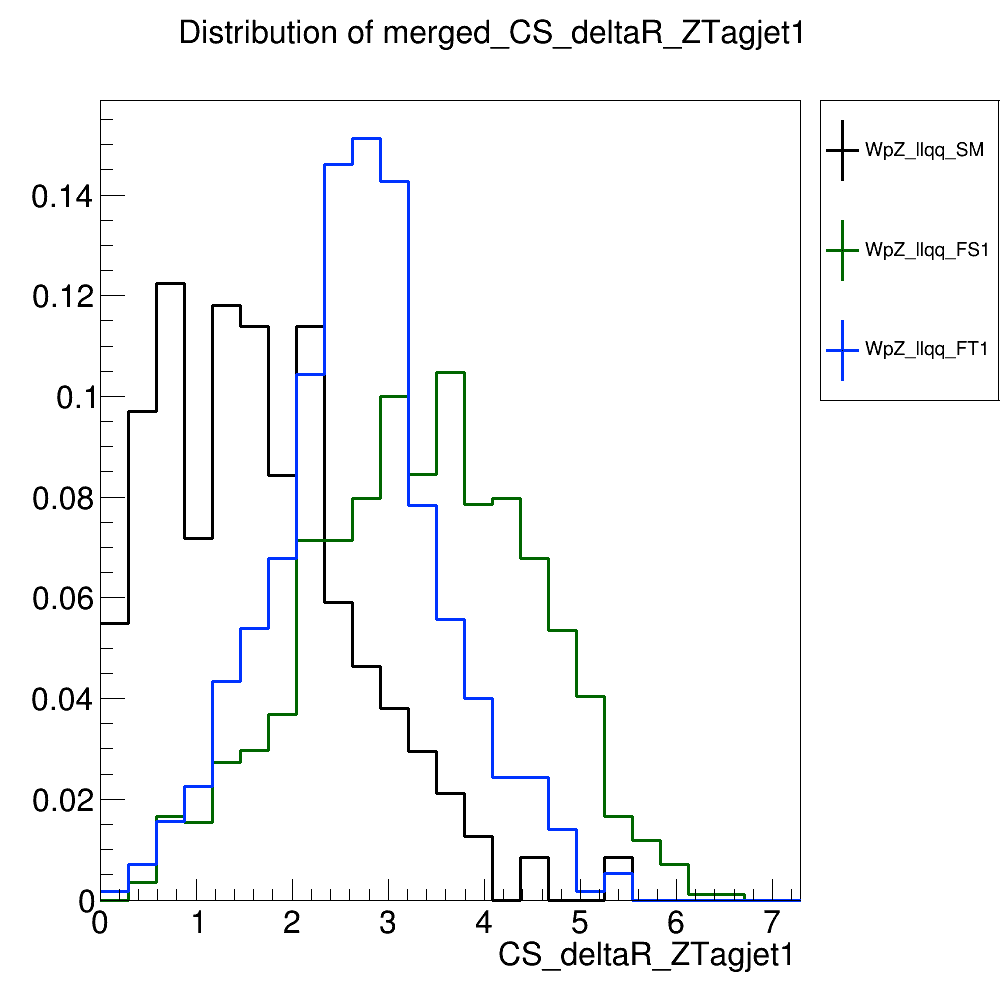 Distribution of merged_CS_deltaR_ZTagjet1
WpZ_llqq_SM
WpZ_llqq_FS1
WpZ_llqq_FT1
0.14
0.12
0.1
0.08
0.06
0.04
0.02
0
0 1 2 3 4 5 6 7
CS_deltaR_ZTagjet1